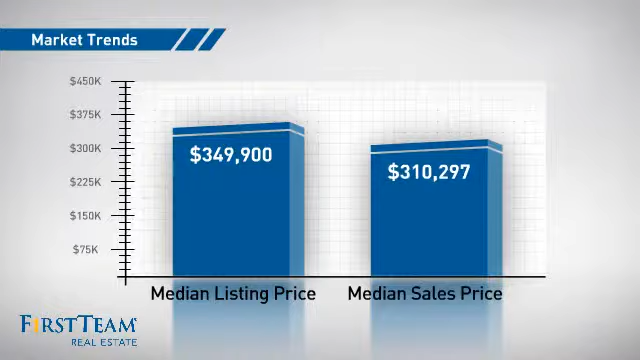 Market Trends
$450K
$375K
$300K
$225K
$150K
$75K
$349,900
$310,297
Median Listing Price
Median Sales Price
FIRSTTEAM®
REAL ESTATE